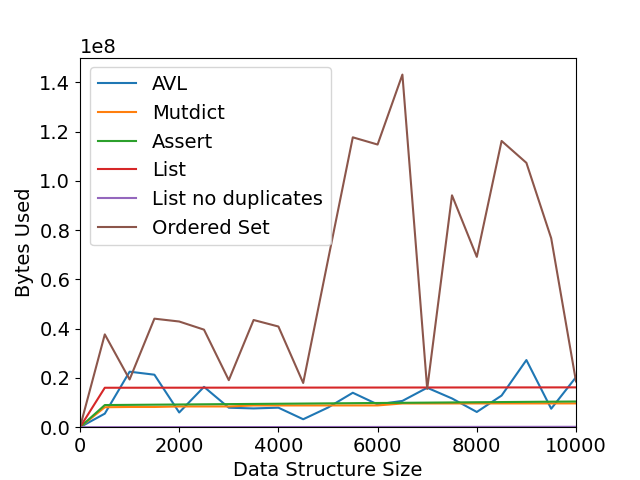 1e8
1.4
1.2
1.0
0.8
0.6
0.4
0.2
0.0
Bytes Used
AVL
Mutdict
Assert
List
List no duplicates
Ordered Set
0 2000 4000 6000 8000 10000
Data Structure Size